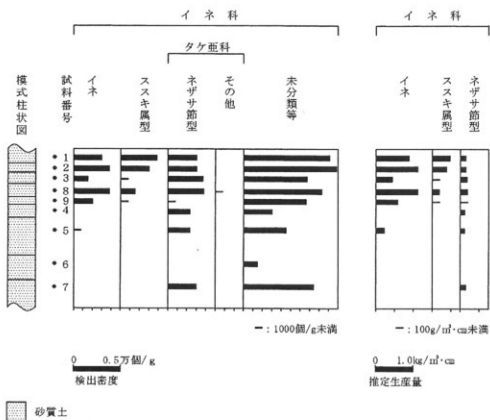 イネ科
イネ科
タケ亜科
模式柱状図
試料番号
イネ
ススキ属型
ネザサ節型
その他
未分類等
イネ
ススキ属型
ネザサ節型
1
2
3
8
9
4
5
6
7
━：1000個/g未満
━：100g/㎡・cm未満
0 0.5万個/g
検出密度
0 1.0kg/㎡・cm
推定生産量
砂質土